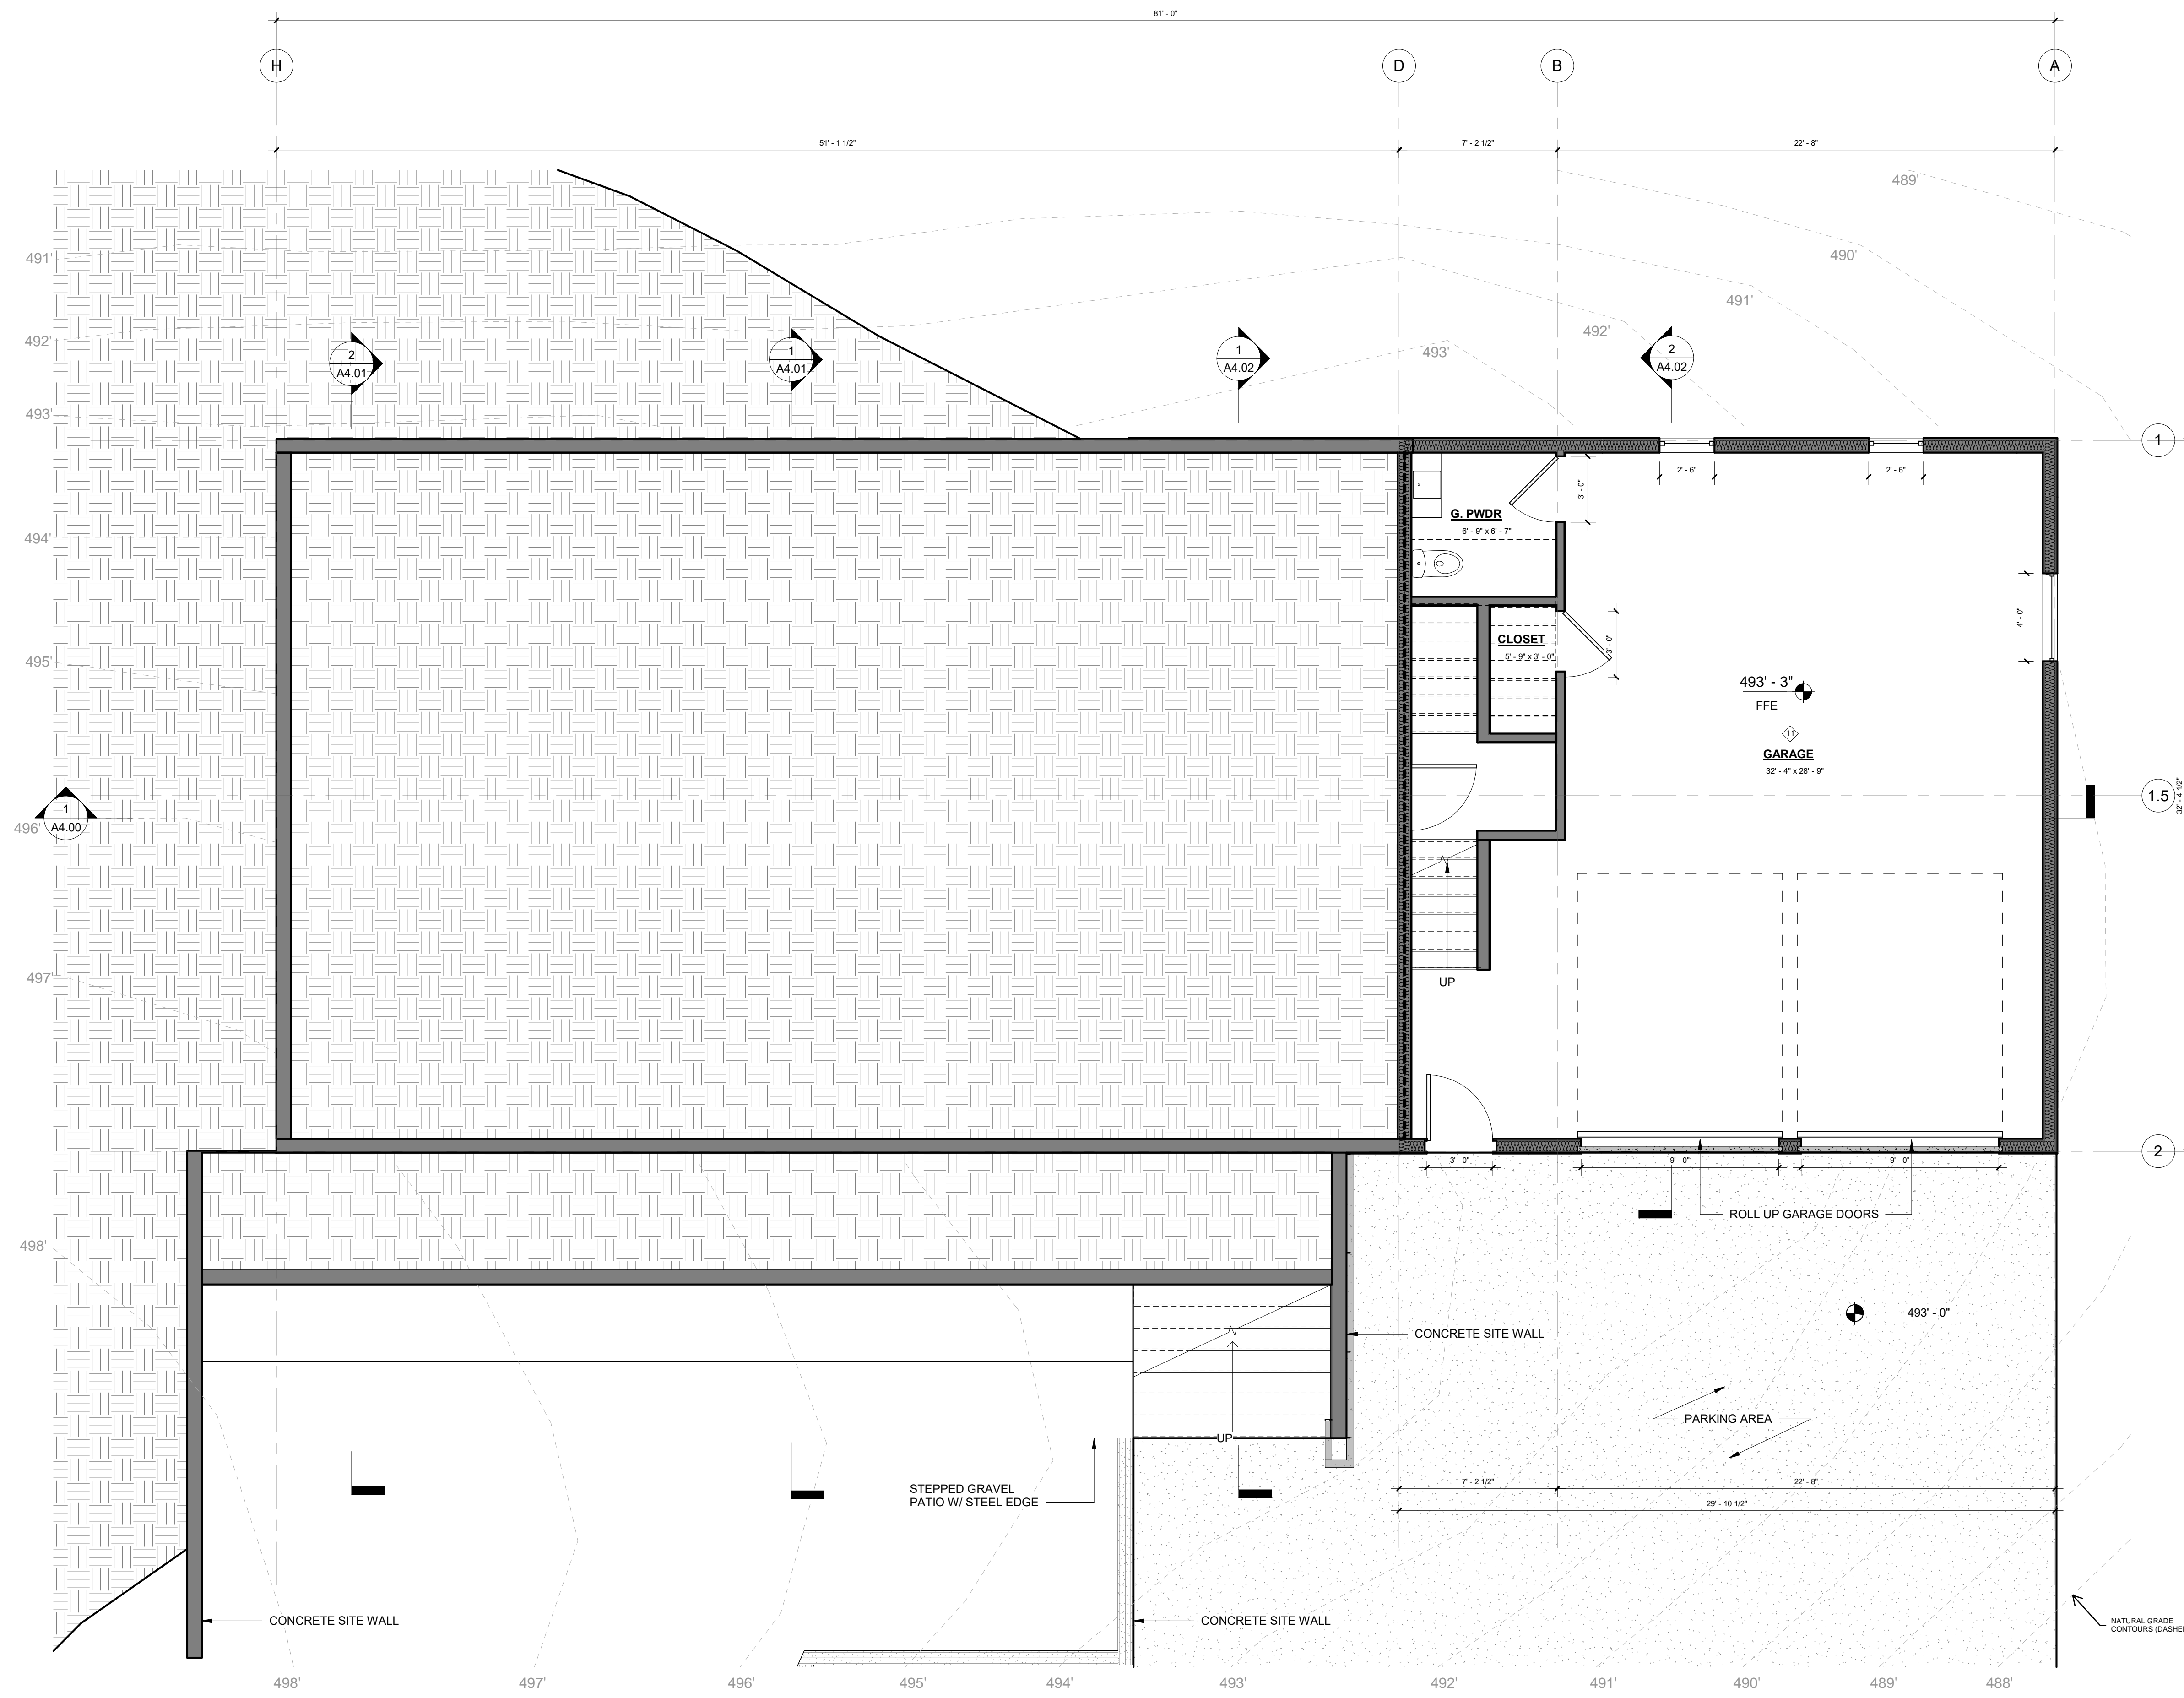 81' - 0"
H
D
B
A
51' - 1 1/2"
7' - 2 1/2"
22' - 8"
489'
490'
491'
491'
492'
492'
493'
493'
2
A4.01
1
A4.01
1
A4.02
2
A4.02
1
2' - 6"
2' - 6"
3' - 0"
G. PWDR
6' - 9" x 6' - 7"
494'
4' - 0"
CLOSET
5' - 9" x 3' - 0"
3' - 0"
495'
493' - 3"
FFE
11
GARAGE
32' - 4" x 28' - 9"
1.5
32' - 4 1/2"
1
A4.00
496'
497'
UP
2
3' - 0"
9' - 0"
9' - 0"
ROLL UP GARAGE DOORS
498'
493' - 0"
CONCRETE SITE WALL
PARKING AREA
UP
STEPPED GRAVEL
PATIO W/ STEEL EDGE
7' - 2 1/2"
22' - 8"
29' - 10 1/2"
CONCRETE SITE WALL
CONCRETE SITE WALL
NATURAL GRADE
CONTOURS (DASHE
498'
497'
496'
495'
494'
493'
492'
491'
490'
489'
488'